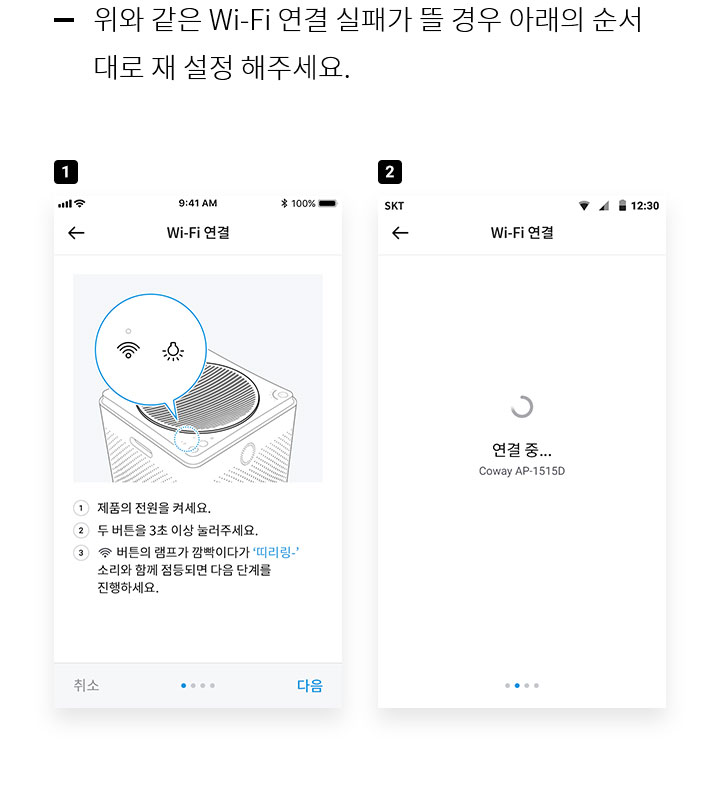 위와 같은 Wi-Fi 연결 실패가 뜰 경우 아래의 순서
대로 재 설정 해주세요.
1
9:41 AM
100%
Wi-Fi 연결
1 제품의 전원을 켜세요.
2 두 버튼을 3초 이상 눌러주세요.
3 버튼의 램프가 깜빡이다가 ‘띠리링-’
소리와 함께 점등되면 다음 단계를
진행하세요.
취소
다음
2
SKT
12:30
Wi-Fi 연결
연결 중...
Coway AP-1515D